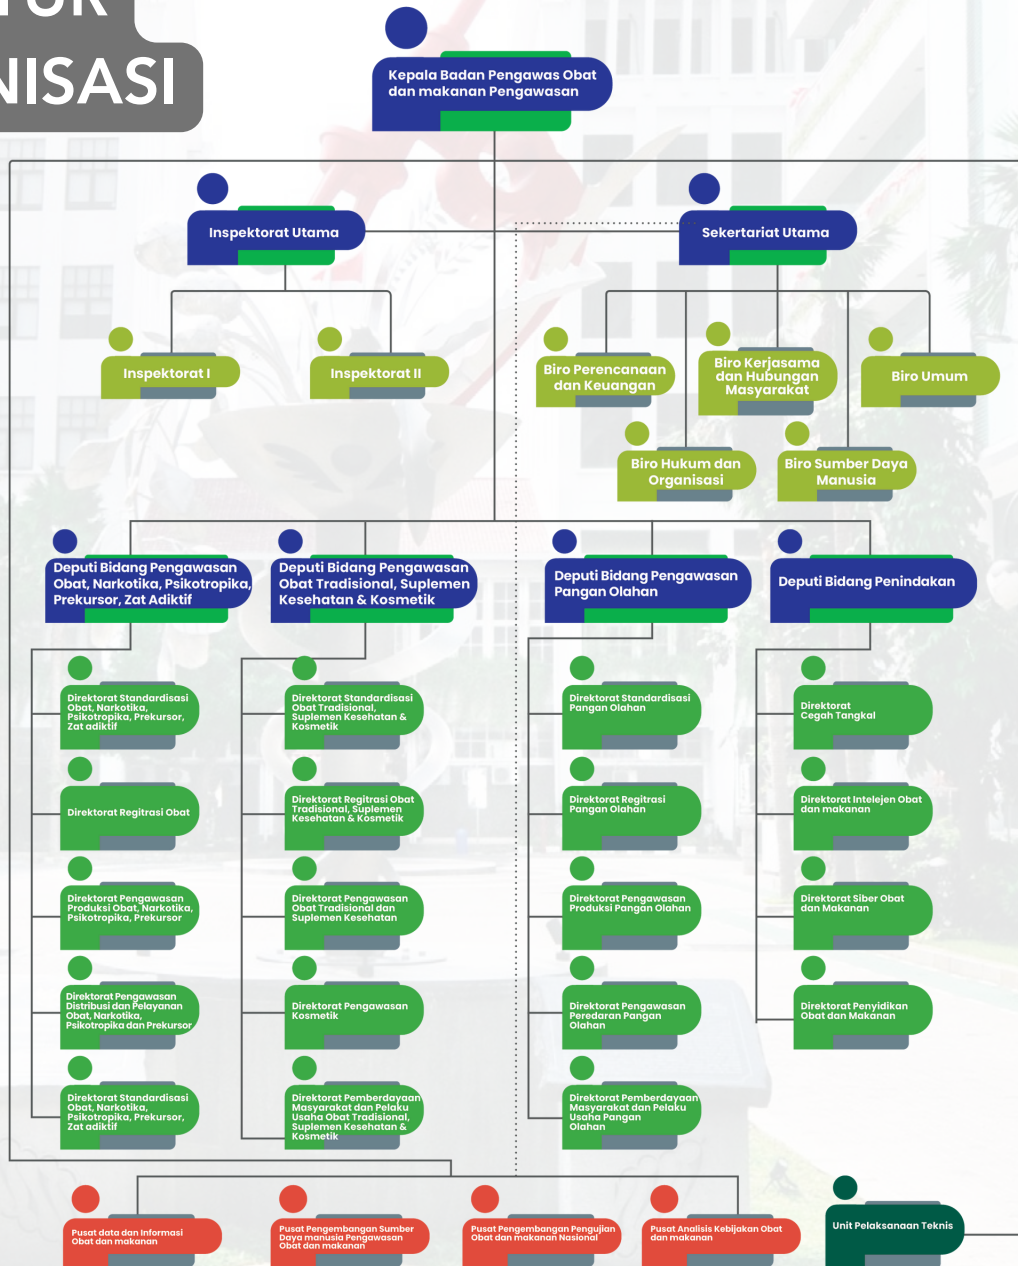 TUR
NISASI
Kepala Badan Pengawas Obat
dan makanan Pengawasan
Inspektorat Utama
Sekertariat Utama
Inspektorat I
Inspektorat II
Biro Perencanaan
dan Keuangan
Biro Kerjasama
dan Hubungan
Masyarakat
Biro Umum
Biro Hukum dan
Organisasi
Biro Sumber Daya
Manusia
Deputi Bidang Pengawasan
Obat, Narkotika, Psikotropika,
Prekursor, Zat Adiktif
Deputi Bidang Pengawasan
Obat Tradisional, Suplemen
Kesehatan & Kosmetik
Deputi Bidang Pengawasan
Pangan Olahan
Deputi Bidang Penindakan
Direktorat Standardisasi
Obat, Narkotika,
Psikotropika, Prekursor,
Zat adiktif
Direktorat Standardisasi
Obat Tradisional,
Suplemen Kesehatan &
Kosmetik
Direktorat Standardisasi
Pangan Olahan
Direktorat
Cegah Tangkal
Direktorat Regitrasi Obat
Direktorat Regitrasi Obat
Tradisional, Suplemen
Kesehatan & Kosmetik
Direktorat Regitrasi
Pangan Olahan
Direktorat Intelejen Obat
dan makanan
Direktorat Pengawasan
Produksi Obat, Narkotika,
Psikotropika, Prekursor
Direktorat Pengawasan
Obat Tradisional dan
Suplemen Kesehatan
Direktorat Pengawasan
Produksi Pangan Olahan
Direktorat Siber Obat
dan Makanan
Direktorat Pengawasan
Distribusi dan Pelayanan
Obat, Narkotika,
Psikotropika dan Prekursor
Direktorat Pengawasan
Kosmetik
Direktorat Pengawasan
Peredaran Pangan
Olahan
Direktorat Penyidikan
Obat dan Makanan
Direktorat Standardisasi
Obat, Narkotika,
Psikotropika, Prekursor,
Zat adiktif
Direktorat Pemberdayaan
Masyarakat dan Pelaku
Usaha Obat Tradisional,
Suplemen Kesehatan &
Kosmetik
Direktorat Pemberdayaan
Masyarakat dan Pelaku
Usaha Pangan
Olahan
Pusat data dan Informasi
Obat dan makanan
Pusat Pengembangan Sumber
Daya manusia Pengawasan
Obat dan makanan
Pusat Pengembangan Pengujian
Obat dan makanan Nasional
Pusat Analisis Kebijakan Obat
dan makanan
Unit Pelaksanaan Teknis